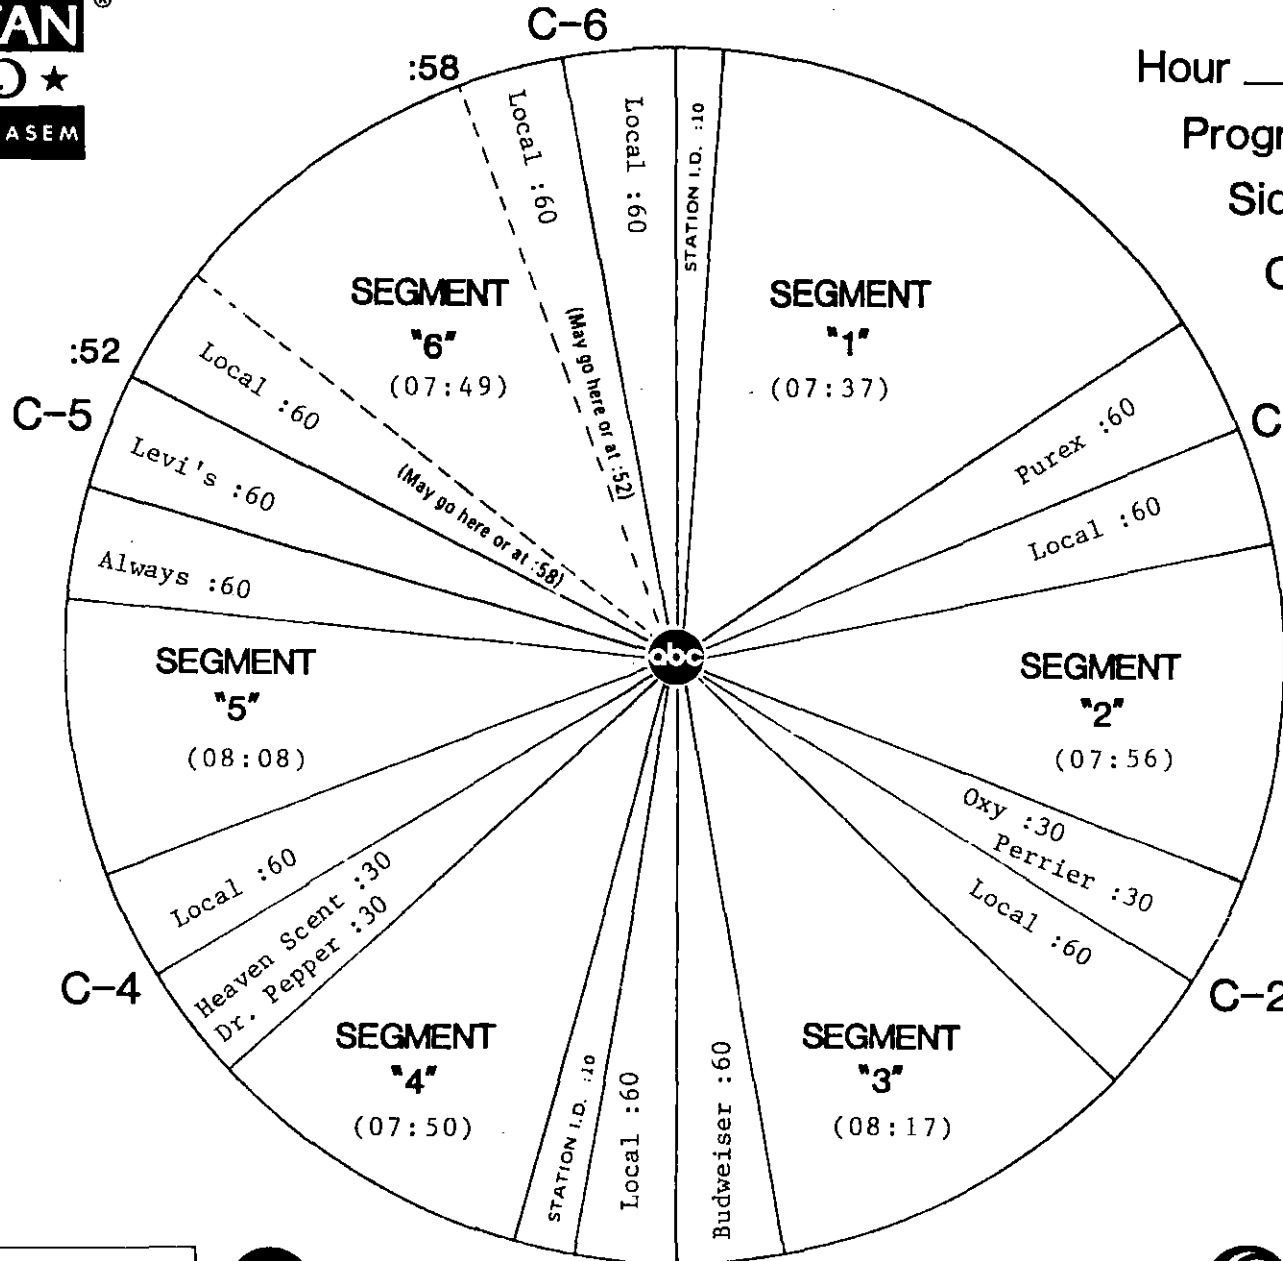 ASEM
C-6
:58
Hour
Local :60
Local :60
STATION I.D. :10
SEGMENT
"1"
(07:37)
Purex :60
Local :60
SEGMENT
"2"
(07:56)
Oxy :30
Perrier :30
Local :60
C-2
SEGMENT
"3"
(08:17)
Budweiser :60
Local :60
STATION I.D. :10
SEGMENT
"4"
(07:50)
Heaven Scent :30
Dr. Pepper :30
C-4
Local :60
SEGMENT
"5"
(08:08)
Always :60
Levi's :60
C-5
:52
Local :60
(May go here or at :58)
SEGMENT
"6"
(07:49)
(May go here or at :52)
abc